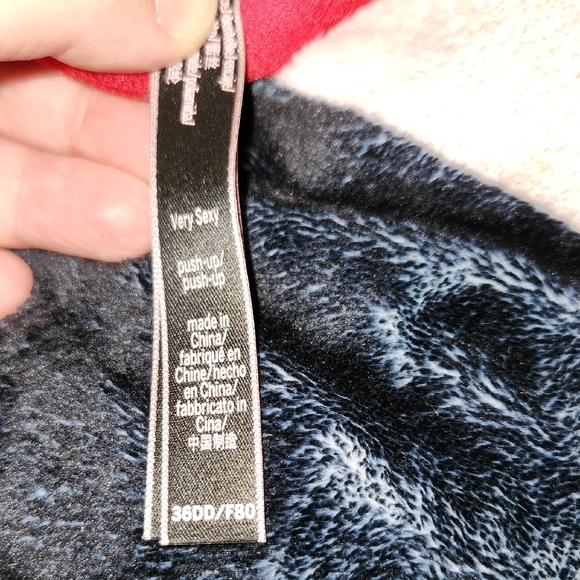 Very Sexy
push-up/
push-up
made in
China/
fabriqué en
Chine/hecho
en China/
fabbricato in
Cina/
中国制造
36DD/F80